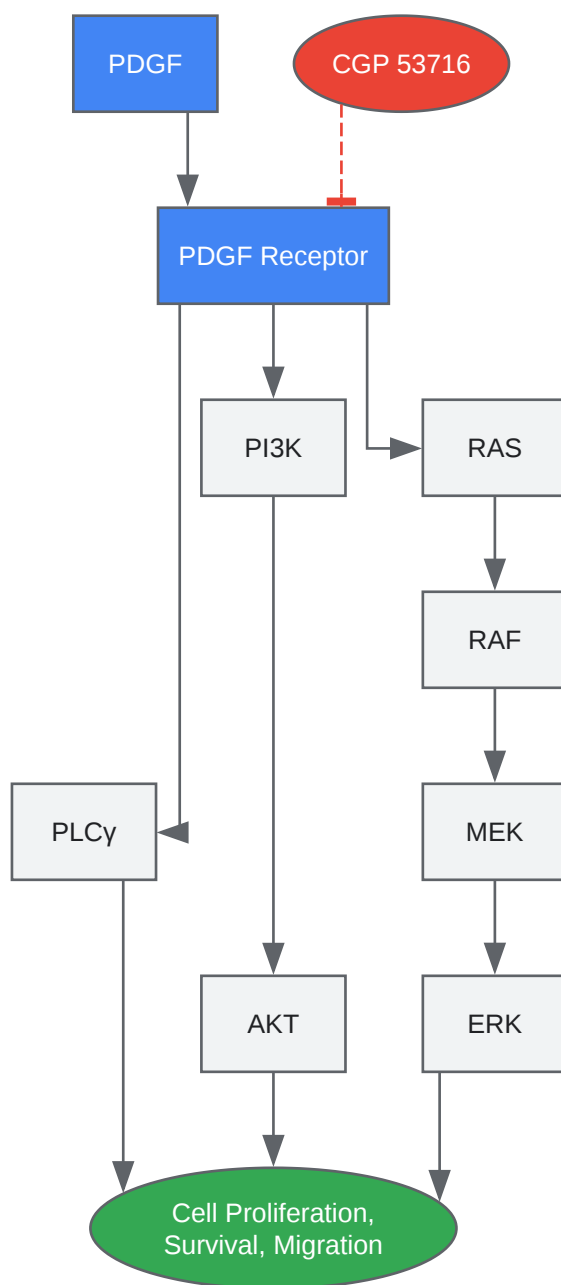 PDGF
CGP 53716
PDGF Receptor
PI3K
RAS
RAF
PLCγ
MEK
AKT
ERK
Cell Proliferation,
Survival, Migration